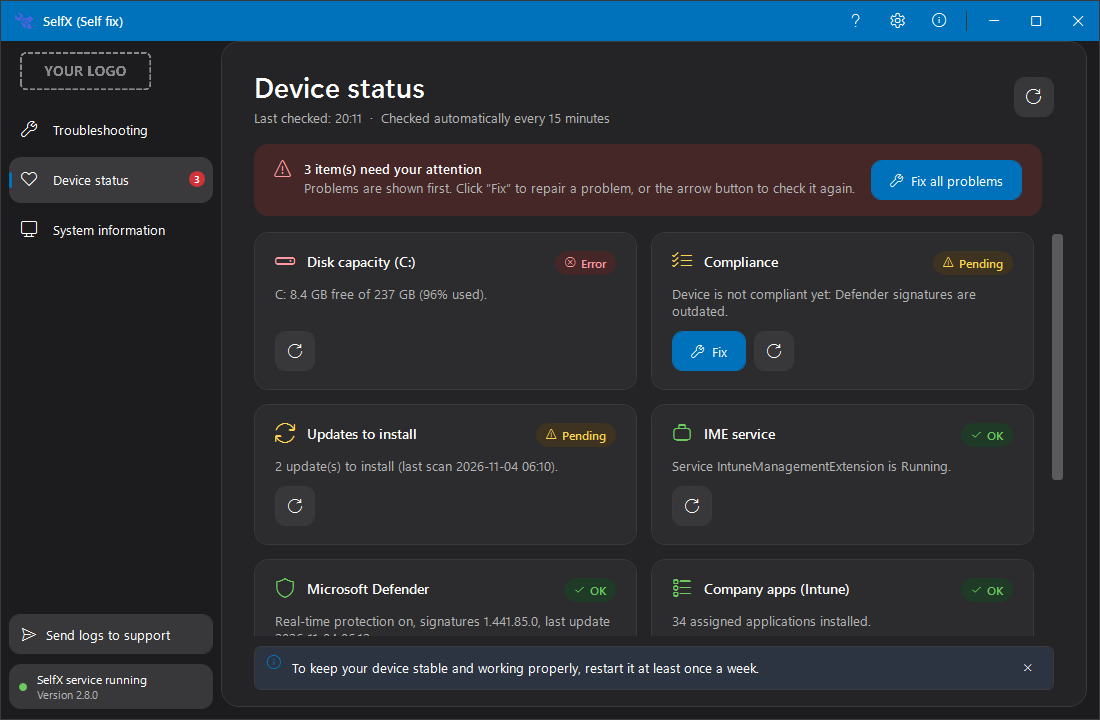 SelfX (Self fix)
YOUR LOGO
Troubleshooting
Device status
3
System information
Send logs to support
SelfX service running
Version 2.8.0
Device status
Last checked: 20:11 · Checked automatically every 15 minutes
3 item(s) need your attention
Problems are shown first. Click "Fix" to repair a problem, or the arrow button to check it again.
Fix all problems
Disk capacity (C:)
Error
C: 8.4 GB free of 237 GB (96% used).
Compliance
Pending
Device is not compliant yet: Defender signatures are
outdated.
Fix
Updates to install
Pending
2 update(s) to install (last scan 2026-11-04 06:10).
IME service
OK
Service IntuneManagementExtension is Running.
Microsoft Defender
OK
Real-time protection on, signatures 1.441.85.0, last update
Company apps (Intune)
OK
34 assigned applications installed.
To keep your device stable and working properly, restart it at least once a week.